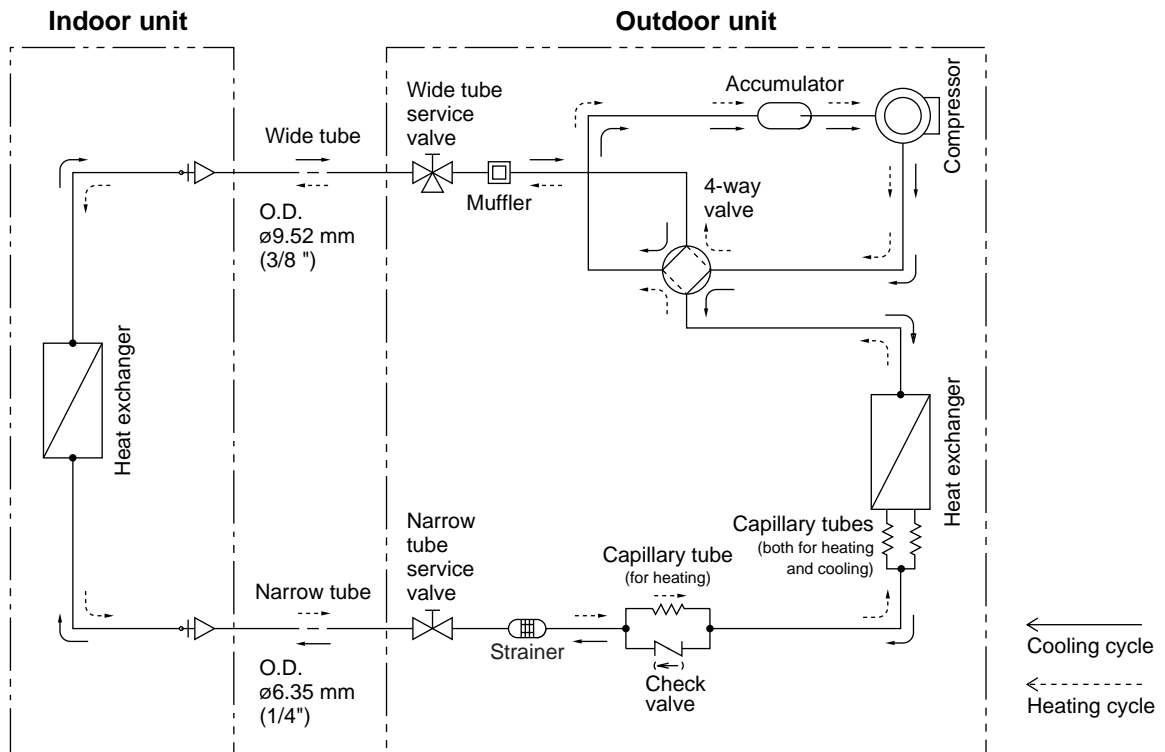 Indoor unit
Outdoor unit
Wide tube
service
valve
Accumulator
Compressor
Wide tube
Muffler
4-way
valve
O.D.
ø9.52 mm
(3/8 ")
Heat exchanger
Heat exchanger
Narrow
tube
service
valve
Capillary tubes
(both for heating
and cooling)
Capillary tube
(for heating)
Narrow tube
Strainer
O.D.
ø6.35 mm
(1/4")
Check
valve
Cooling cycle
Heating cycle